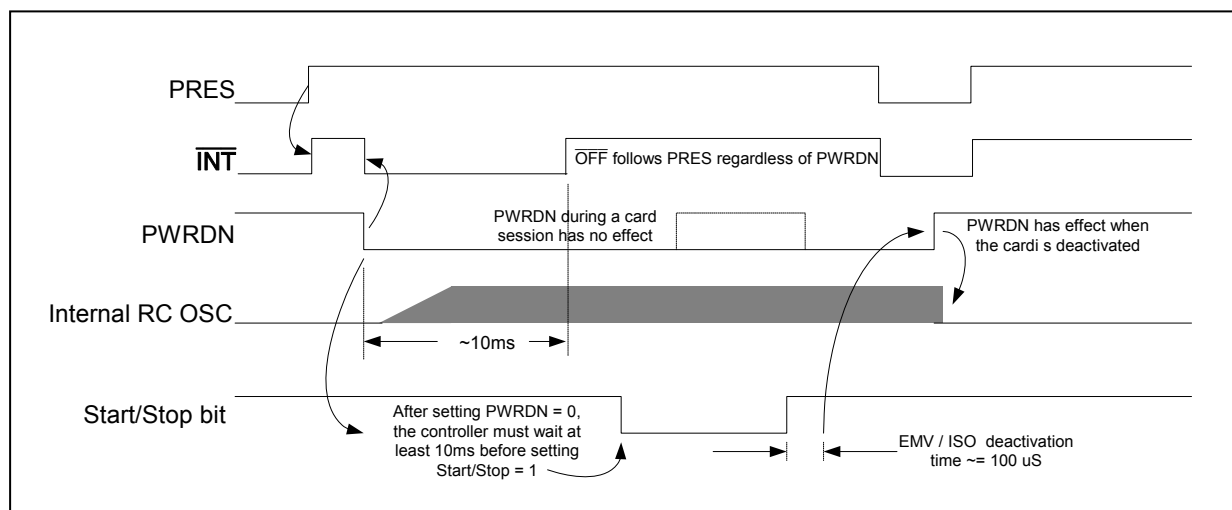 PRES
INT
OFF follows PRES regardless of PWRDN
PWRDN
PWRDN during a card
session has no effect
PWRDN has effect when
the cardi s deactivated
Internal RC OSC
~10ms
Start/Stop bit
After setting PWRDN = 0,
the controller must wait at
least 10ms before setting
Start/Stop = 1
EMV / ISO deactivation
time ~= 100 uS